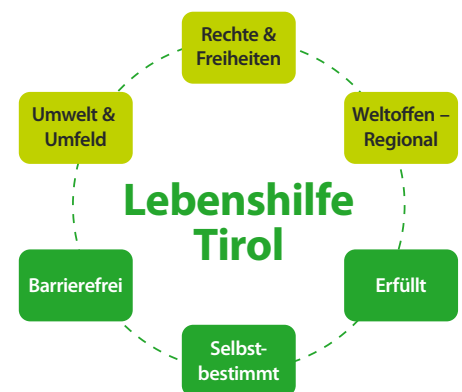 Rechte &
Freiheiten
Umwelt &
Umfeld
Weltoffen –
Regional
Lebenshilfe
Tirol
Barrierefrei
Erfüllt
Selbst-
bestimmt